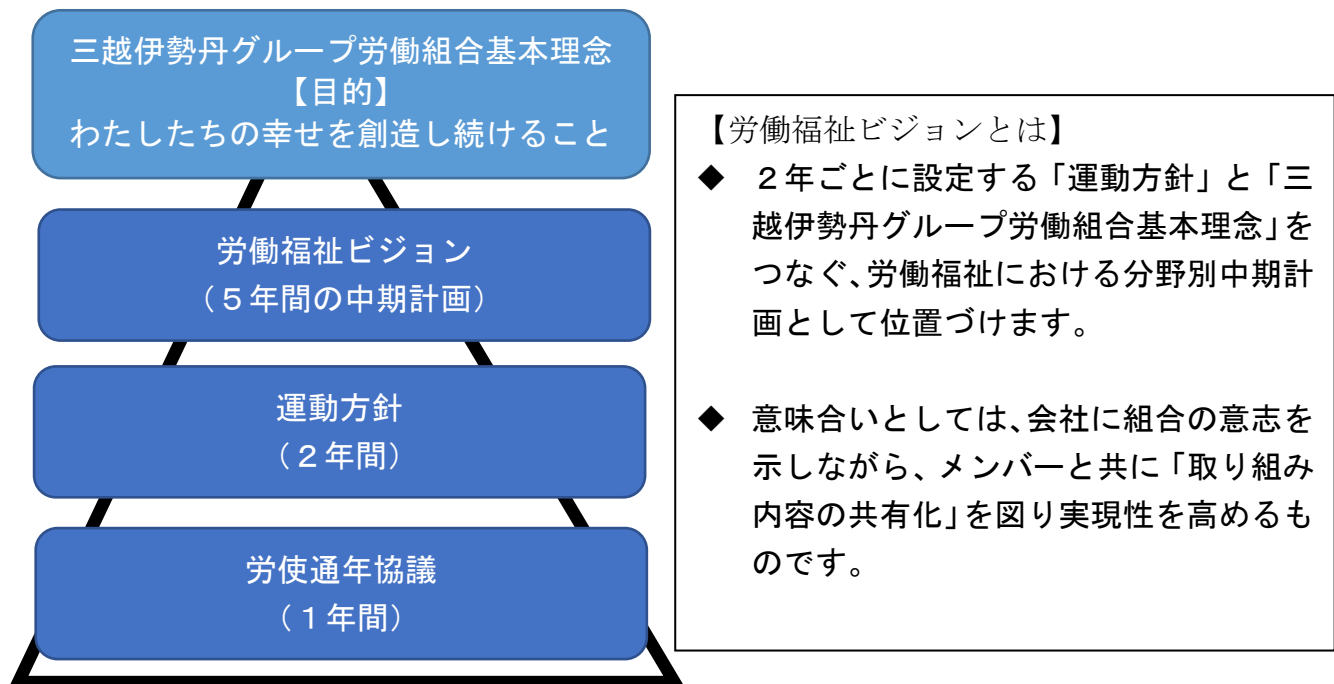 三越伊勢丹グループ労働組合基本理念
【目的】
わたしたちの幸せを創造し続けること
労働福祉ビジョン
（５年間の中期計画）
運動方針
（２年間）
労使通年協議
（１年間）
【労働福祉ビジョンとは】
◆ ２年ごとに設定する「運動方針」と「三
越伊勢丹グループ労働組合基本理念」を
つなぐ、労働福祉における分野別中期計
画として位置づけます。
◆ 意味合いとしては、会社に組合の意志を
示しながら、メンバーと共に「取り組み
内容の共有化」を図り実現性を高めるも
のです。